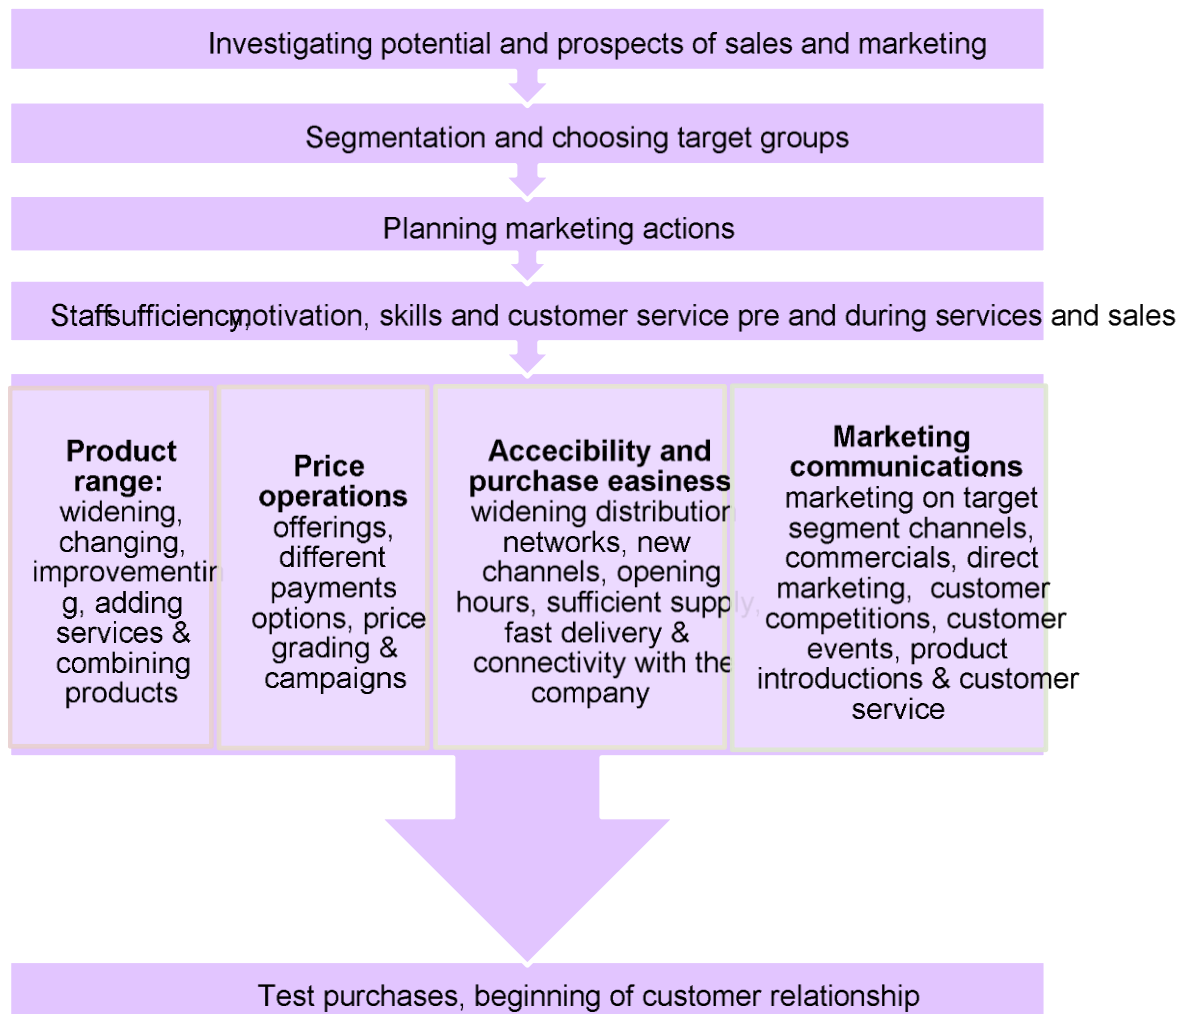 Investigating potential and prospects of sales and marketing
Segmentation and choosing target groups
Planning marketing actions
Staff sufficiency, motivation, skills and customer service pre and during services and sales
Product
range:
widening,
changing,
improvementin
g, adding
services &
combining
products
Price
operations:
offerings,
different
payments
options, price
grading &
campaigns
Accecibility and
purchase easiness:
widening distribution
networks, new
channels, opening
hours, sufficient supply,
fast delivery &
connectivity with the
company
Marketing
communications:
marketing on target
segment channels,
commercials, direct
marketing, customer
competitions, customer
events, product
introductions & customer
service
Test purchases, beginning of customer relationship